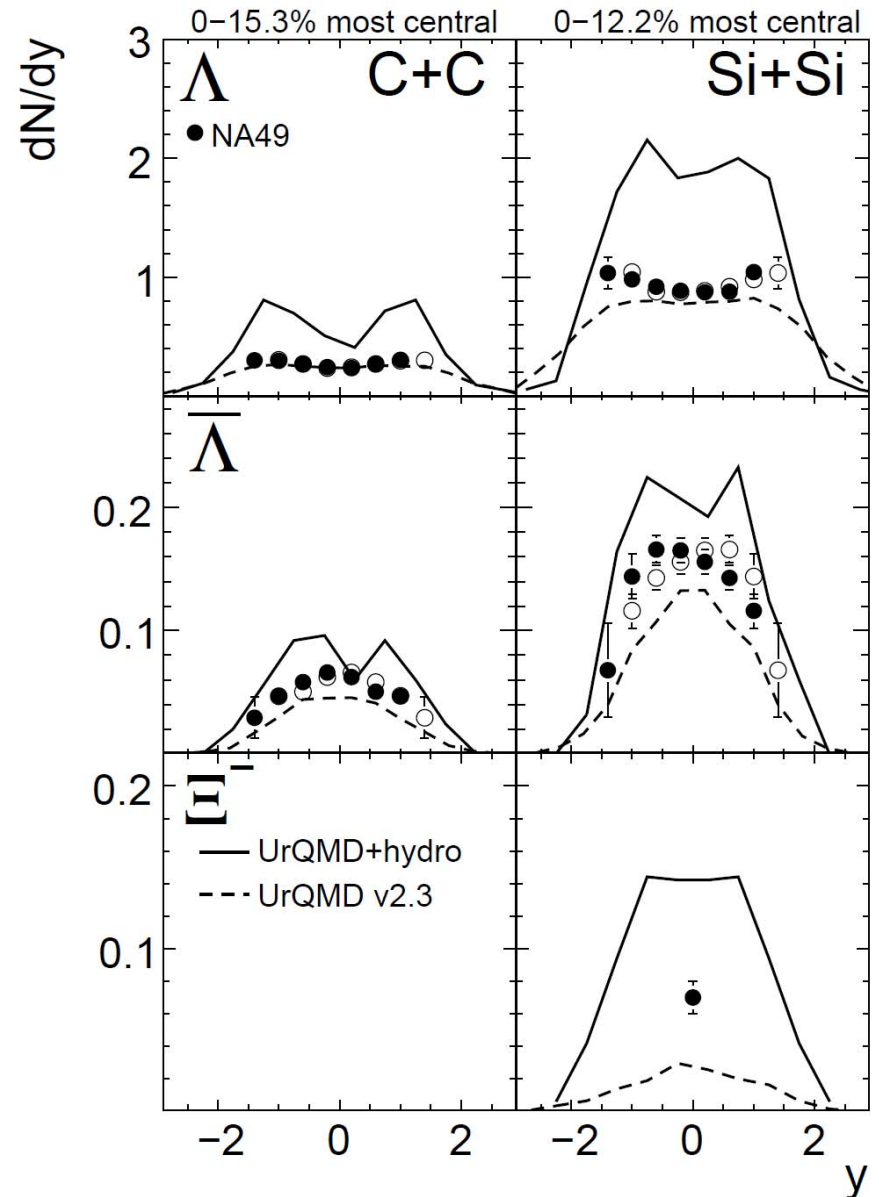 0−15.3% most central 0−12.2% most central
dN/dy
3
2
1
Λ C+C Si+Si
NA49
Λ̅
0.2
0.1
Ξ⁻
UrQMD+hydro
UrQMD v2.3
0.2
0.1
−2 0 2 −2 0 2
y